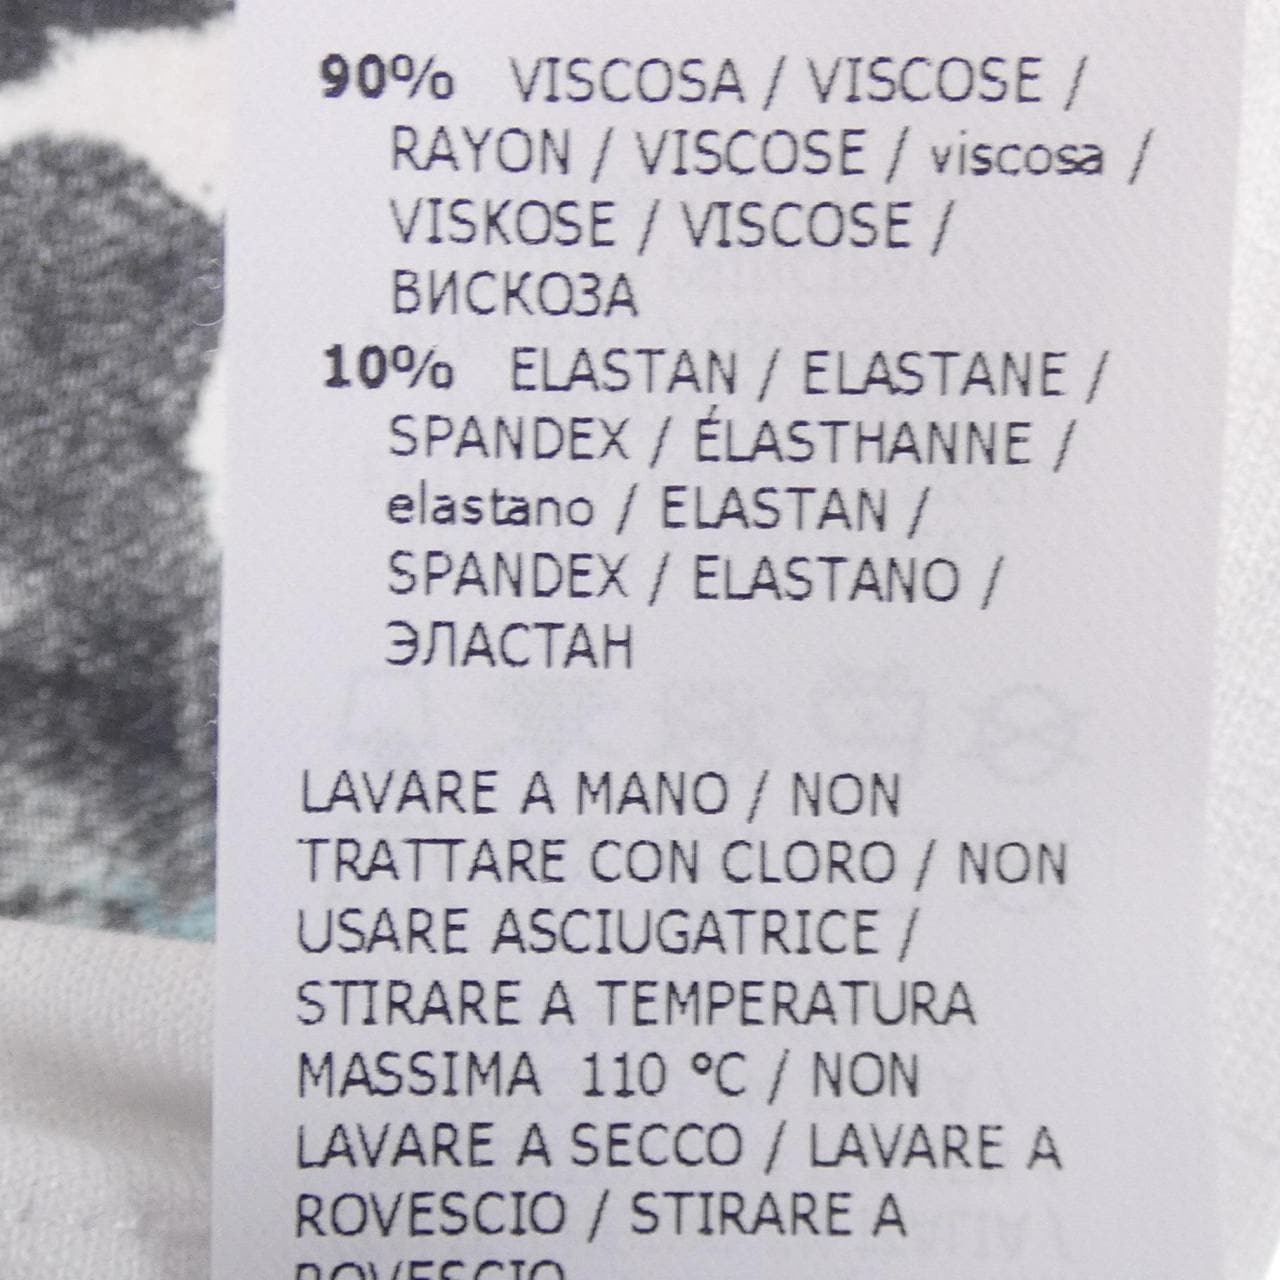 90% VISCOSA / VISCOSE /
RAYON / VISCOSE / viscosa /
VISKOSE / VISCOSE /
ВИСКОЗА
10% ELASTAN / ELASTANE /
SPANDEX / ÉLASTHANNE /
elastano / ELASTAN /
SPANDEX / ELASTANO /
ЭЛАСТАН
LAVARE A MANO / NON
TRATTARE CON CLORO / NON
USARE ASCIUGATRICE /
STIRARE A TEMPERATURA
MASSIMA 110 °C / NON
LAVARE A SECCO / LAVARE A
ROVESCIO / STIRARE A
ROVESCIO